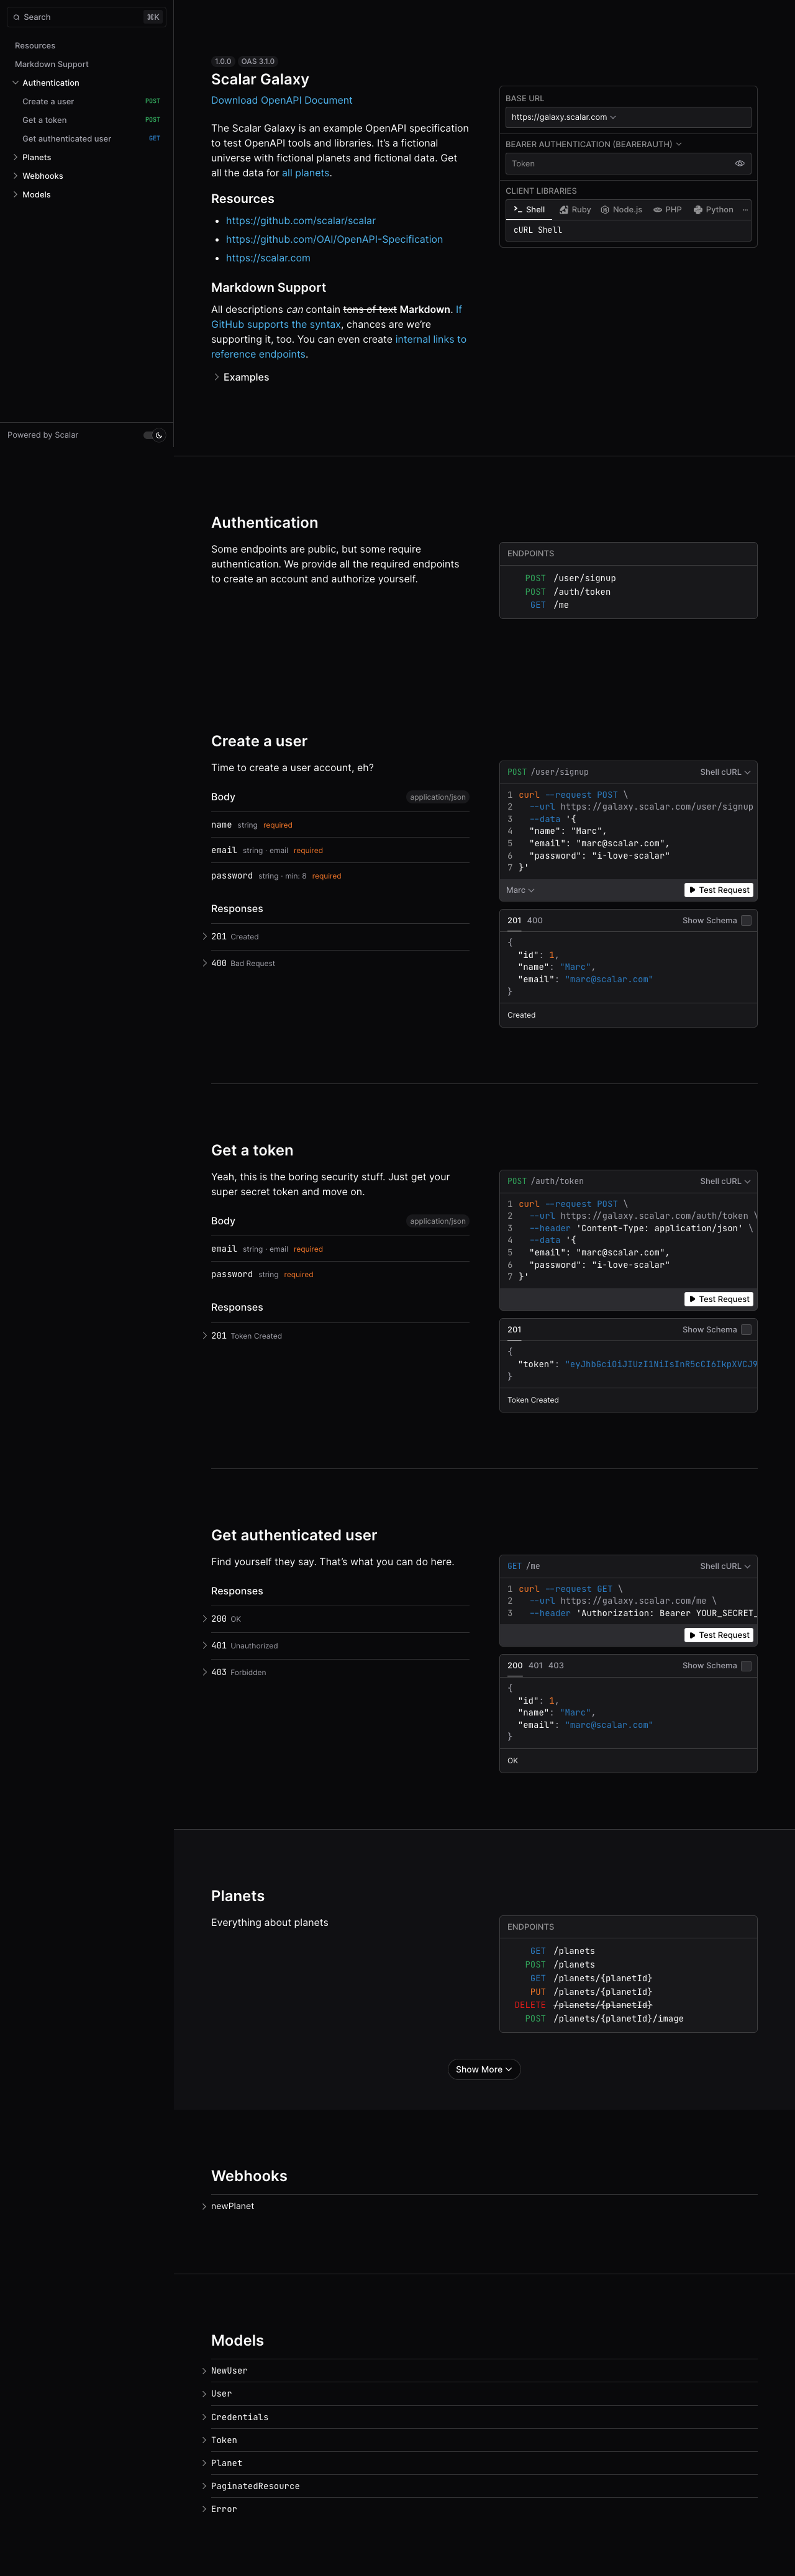 Search ⌘K
Resources
Markdown Support
Authentication
Create a user POST
Get a token POST
Get authenticated user GET
Planets
Webhooks
Models
Powered by Scalar
1.0.0 OAS 3.1.0
Scalar Galaxy
Download OpenAPI Document
The Scalar Galaxy is an example OpenAPI specification
to test OpenAPI tools and libraries. It's a fictional
universe with fictional planets and fictional data. Get
all the data for all planets.
Resources
https://github.com/scalar/scalar
https://github.com/OAI/OpenAPI-Specification
https://scalar.com
Markdown Support
All descriptions can contain tons of text Markdown. If
GitHub supports the syntax, chances are we're
supporting it, too. You can even create internal links to
reference endpoints.
Examples
BASE URL
https://galaxy.scalar.com
BEARER AUTHENTICATION (BEARERAUTH)
Token
CLIENT LIBRARIES
Shell Ruby Node.js PHP Python ...
cURL Shell
Authentication
Some endpoints are public, but some require
authentication. We provide all the required endpoints
to create an account and authorize yourself.
ENDPOINTS
POST /user/signup
POST /auth/token
GET /me
Create a user
Time to create a user account, eh?
Body application/json
name string required
email string · email required
password string · min: 8 required
Responses
201 Created
400 Bad Request
POST /user/signup Shell cURL
1 curl --request POST \
2 --url https://galaxy.scalar.com/user/signup
3 --data '{
4 "name": "Marc",
5 "email": "marc@scalar.com",
6 "password": "i-love-scalar"
7 }'
Marc Test Request
201 400 Show Schema
{
"id": 1,
"name": "Marc",
"email": "marc@scalar.com"
}
Created
Get a token
Yeah, this is the boring security stuff. Just get your
super secret token and move on.
Body application/json
email string · email required
password string required
Responses
201 Token Created
POST /auth/token Shell cURL
1 curl --request POST \
2 --url https://galaxy.scalar.com/auth/token \
3 --header 'Content-Type: application/json' \
4 --data '{
5 "email": "marc@scalar.com",
6 "password": "i-love-scalar"
7 }'
Test Request
201 Show Schema
{
"token": "eyJhbGciOiJIUzI1NiIsInR5cCI6IkpXVCJ9
}
Token Created
Get authenticated user
Find yourself they say. That's what you can do here.
Responses
200 OK
401 Unauthorized
403 Forbidden
GET /me Shell cURL
1 curl --request GET \
2 --url https://galaxy.scalar.com/me \
3 --header 'Authorization: Bearer YOUR_SECRET_
Test Request
200 401 403 Show Schema
{
"id": 1,
"name": "Marc",
"email": "marc@scalar.com"
}
OK
Planets
Everything about planets
ENDPOINTS
GET /planets
POST /planets
GET /planets/{planetId}
PUT /planets/{planetId}
DELETE /planets/{planetId}
POST /planets/{planetId}/image
Show More
Webhooks
newPlanet
Models
NewUser
User
Credentials
Token
Planet
PaginatedResource
Error